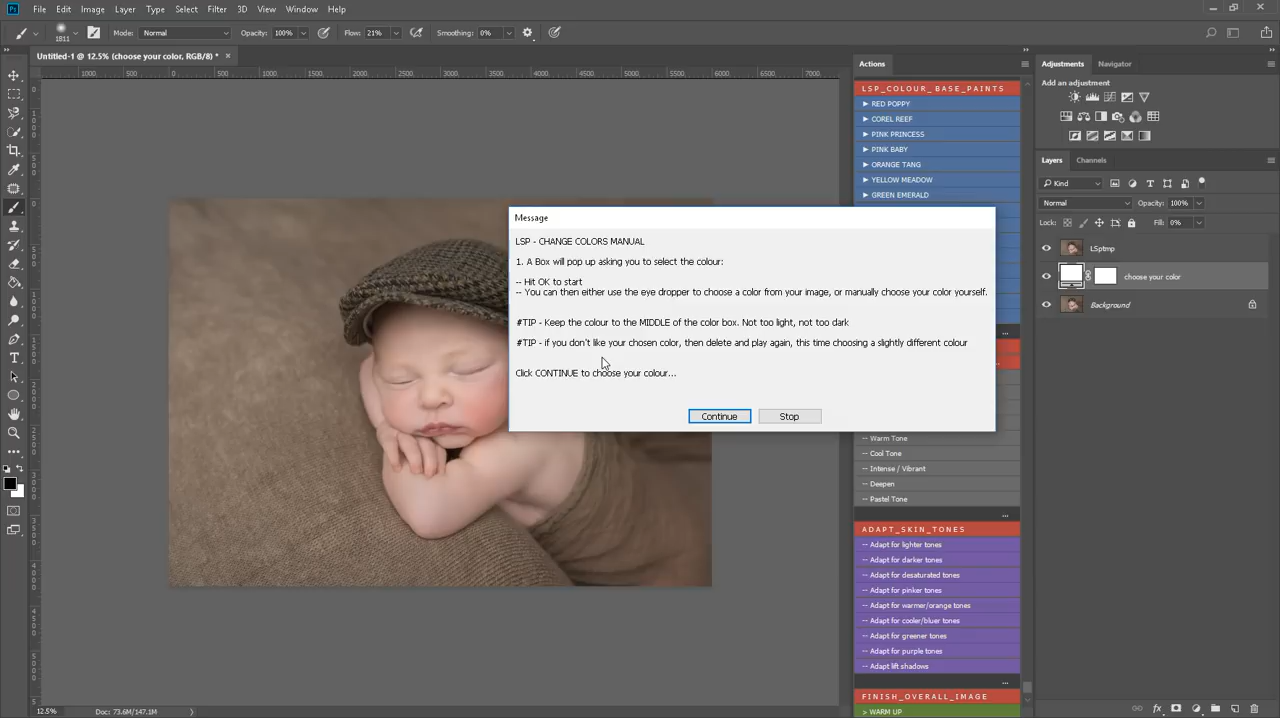 Ps File Edit Image Layer Type Select Filter 3D View Window Help
1811 Mode: Normal Opacity: 100% Flow: 21% Smoothing: 0%
Untitled-1 @ 12.5% (choose your color, RGB/8) * ×
1000 500 0 500 1000 1500 2000 2500 3000 3500 4000 4500 5000 5500 6000 6500 7000
Message
LSP - CHANGE COLORS MANUAL
1. A Box will pop up asking you to select the colour:
-- Hit OK to start
-- You can then either use the eye dropper to choose a color from your image, or manually choose your color yourself.
#TIP - Keep the colour to the MIDDLE of the color box. Not too light, not too dark
#TIP - if you don't like your chosen color, then delete and play again, this time choosing a slightly different colour
Click CONTINUE to choose your colour...
Continue Stop
12.5% Doc: 73.6M/147.1M
Actions
LSP_COLOUR_BASE_PAINTS
RED POPPY
COREL REEF
PINK PRINCESS
PINK BABY
ORANGE TANG
YELLOW MEADOW
GREEN EMERALD
...
-- Warm Tone
-- Cool Tone
-- Intense / Vibrant
-- Deepen
-- Pastel Tone
...
ADAPT_SKIN_TONES
-- Adapt for lighter tones
-- Adapt for darker tones
-- Adapt for desaturated tones
-- Adapt for pinker tones
-- Adapt for warmer/orange tones
-- Adapt for cooler/bluer tones
-- Adapt for greener tones
-- Adapt for purple tones
-- Adapt lift shadows
...
FINISH_OVERALL_IMAGE
> WARM UP
Adjustments Navigator
Add an adjustment
Layers Channels
Kind
Normal Opacity: 100%
Lock: Fill: 0%
LSPtmp
choose your color
Background